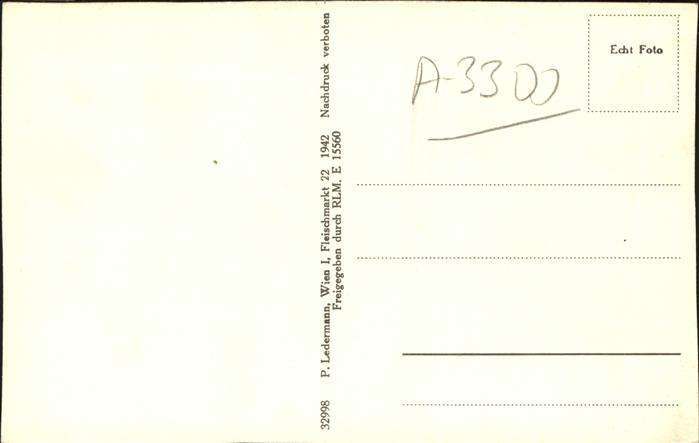 32998 P. Ledermann, Wien I, Fleischmarkt 22 1942 Nachdruck verboten
Freigegeben durch RLM. E 15560
A-3300
Echt Foto